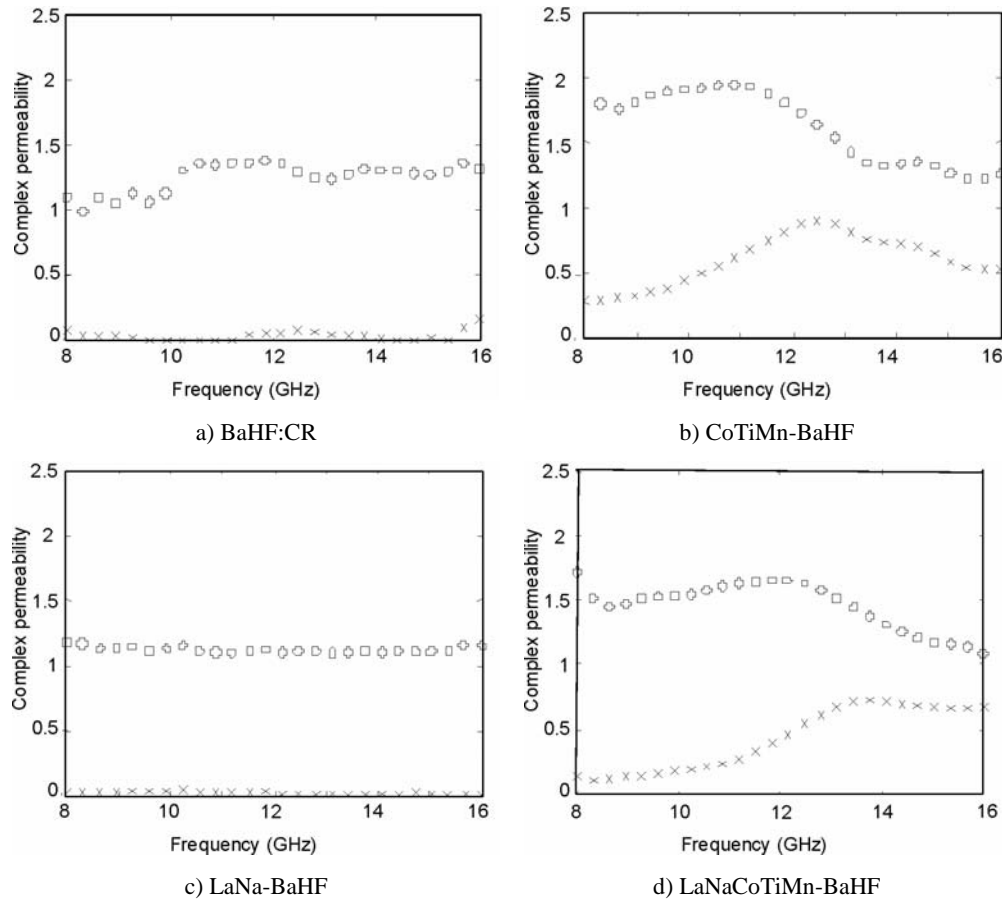 2.5
2
1.5
1
0.5
0
Complex permeability
8 10 12 14 16
Frequency (GHz)
a) BaHF:CR
2.5
2
1.5
1
0.5
0
Complex permeability
8 10 12 14 16
Frequency (GHz)
b) CoTiMn-BaHF
2.5
2
1.5
1
0.5
0
Complex permeability
8 10 12 14 16
Frequency (GHz)
c) LaNa-BaHF
2.5
2
1.5
1
0.5
0
Complex permeability
8 10 12 14 16
Frequency (GHz)
d) LaNaCoTiMn-BaHF